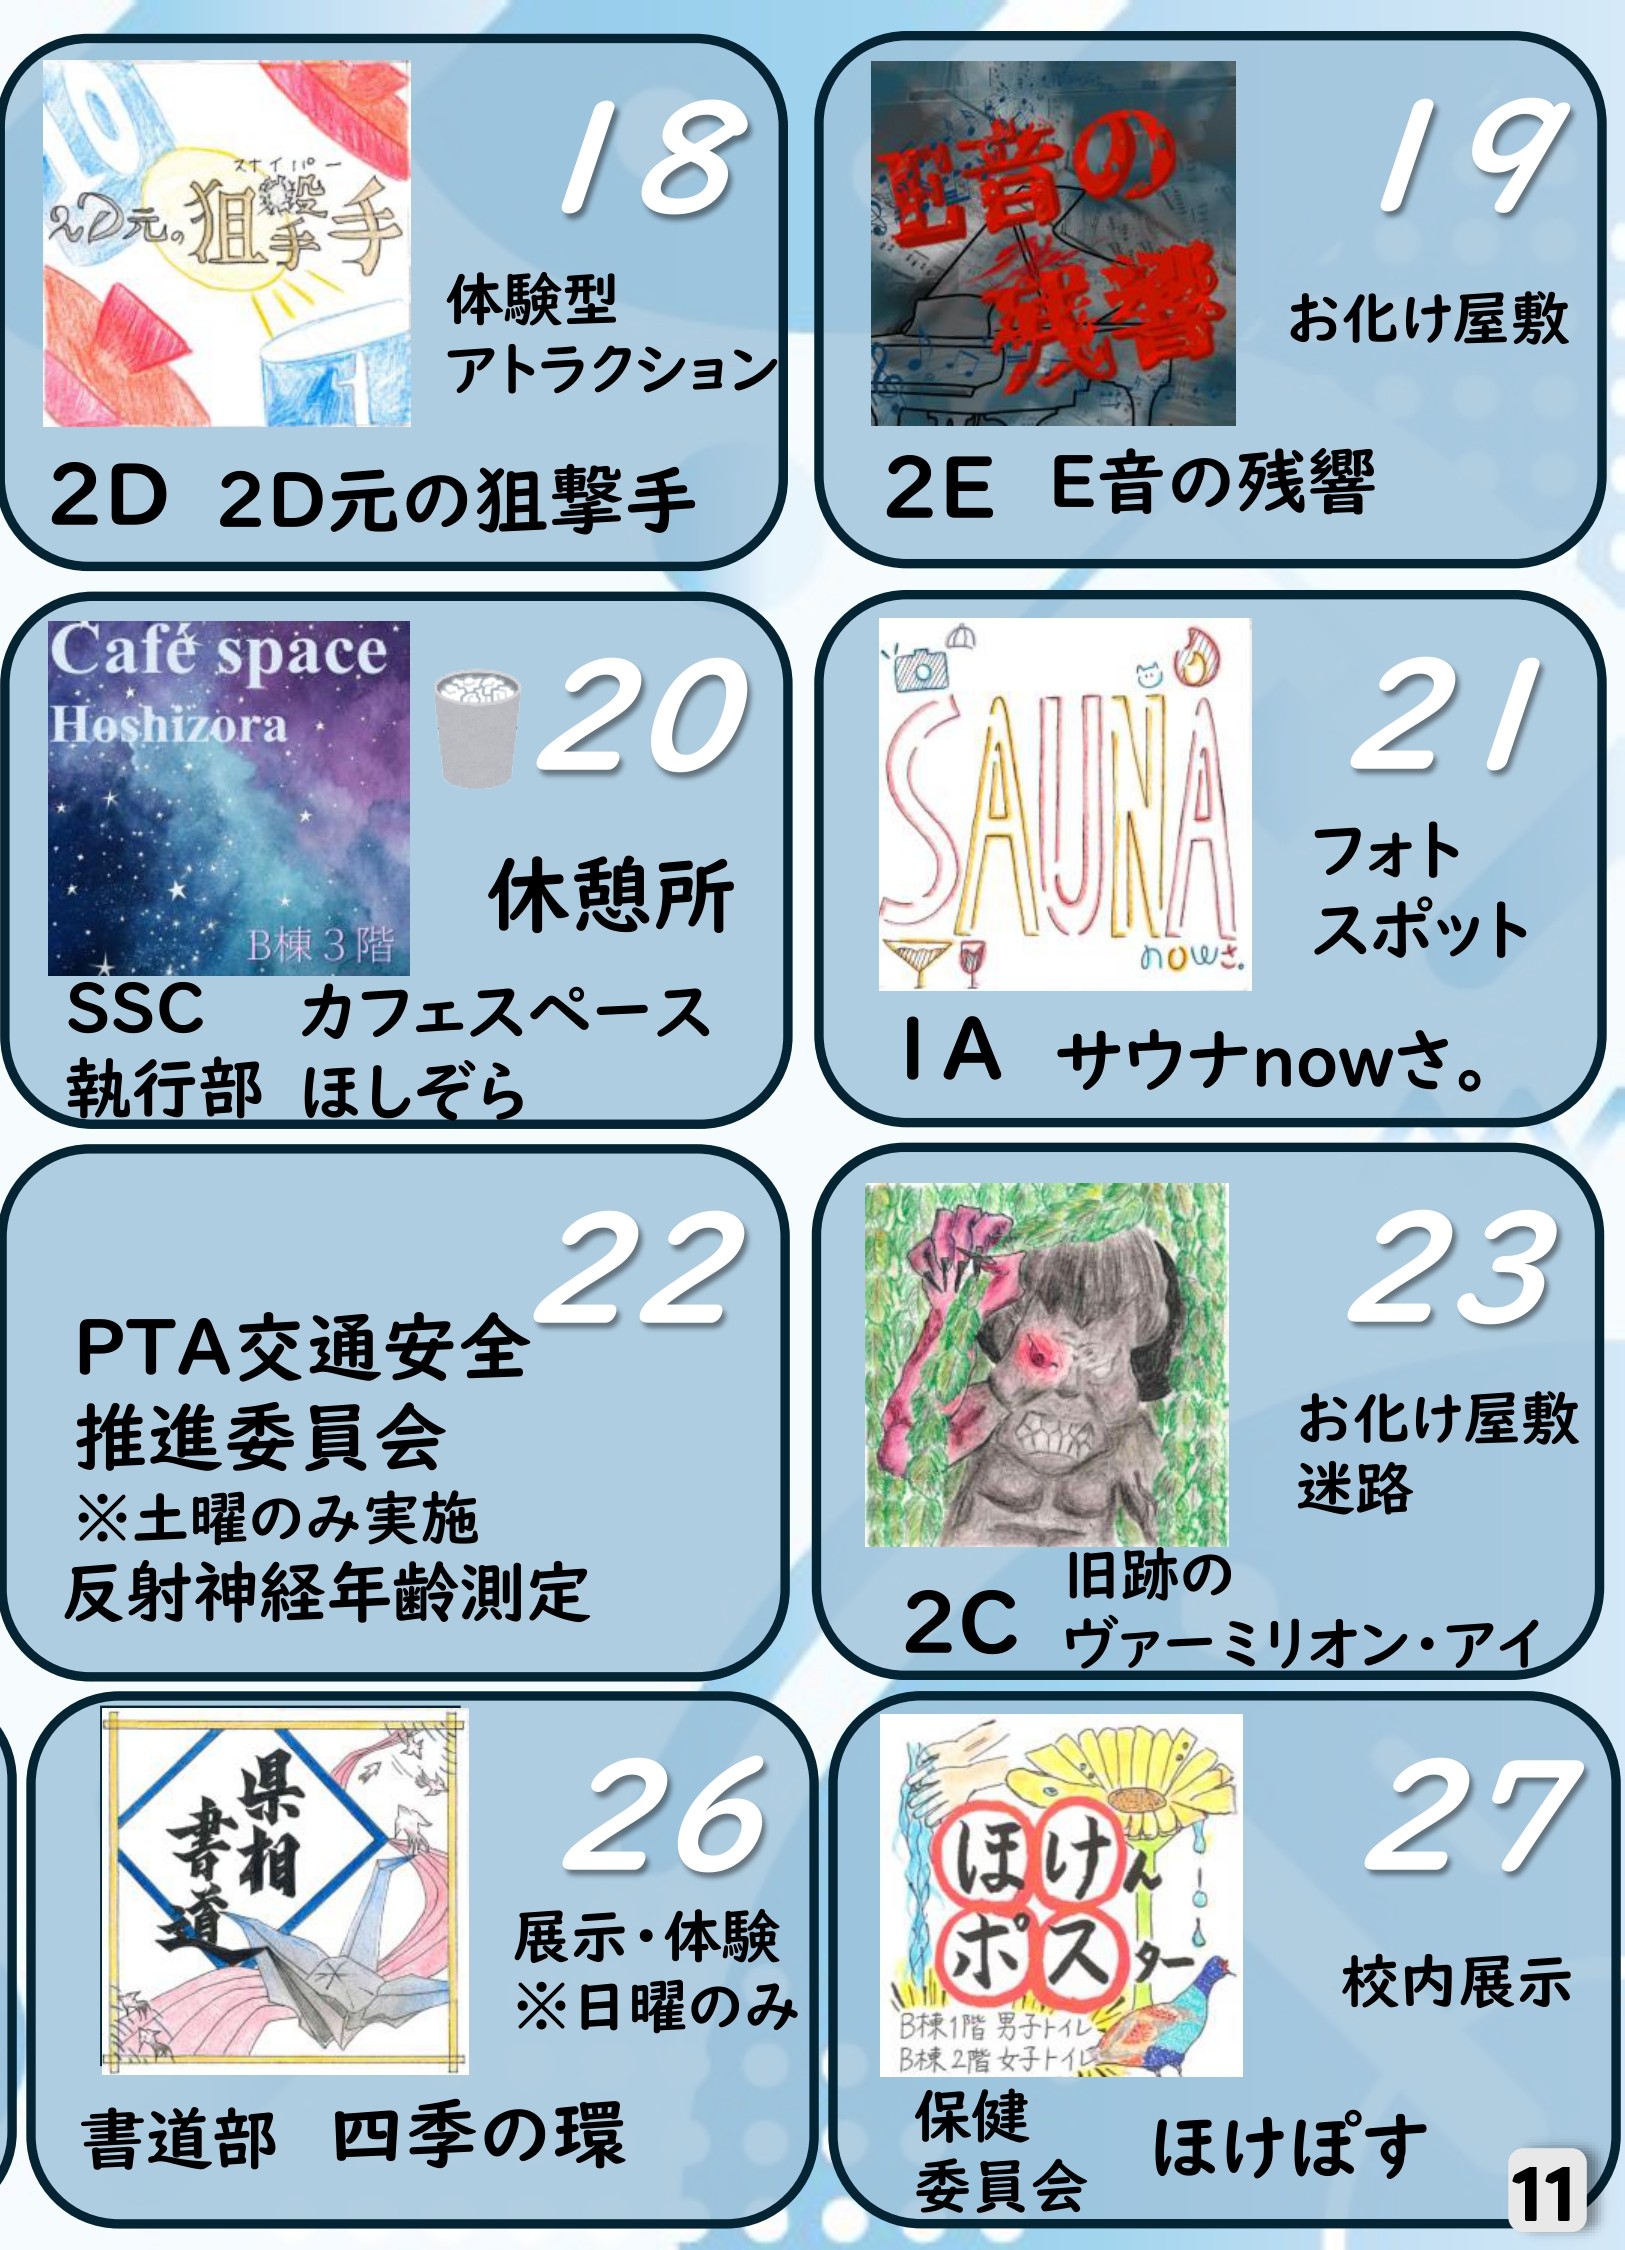 10
スナイパー
2D元の狙撃手
1
18
体験型
アトラクション
2D 2D元の狙撃手
E音の
残響
19
お化け屋敷
2E E音の残響
Café space
Hoshizora
B棟3階
20
休憩所
SSC カフェスペース
執行部 ほしぞら
SAUNA
nowさ。
21
フォト
スポット
1A サウナnowさ。
22
PTA交通安全
推進委員会
※土曜のみ実施
反射神経年齢測定
23
お化け屋敷
迷路
2C 旧跡の
ヴァーミリオン・アイ
県相
書道
26
展示・体験
※日曜のみ
書道部 四季の環
ほけん
ポスター
B棟1階 男子トイレ
B棟2階 女子トイレ
27
校内展示
保健
委員会 ほけぽす
11